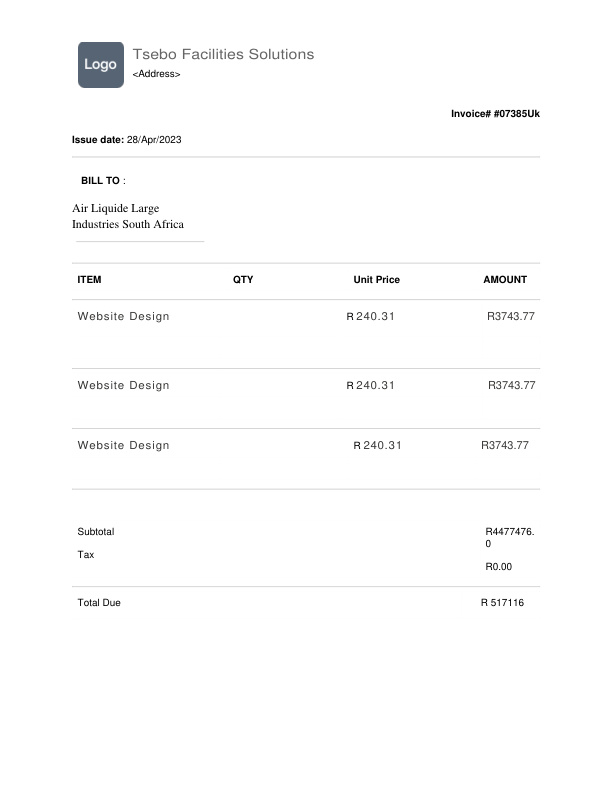 Logo
Tsebo Facilities Solutions
<Address>
Invoice# #07385Uk
Issue date: 28/Apr/2023
BILL TO :
Air Liquide Large
Industries South Africa
ITEM QTY Unit Price AMOUNT
Website Design R 240.31 R3743.77
Website Design R 240.31 R3743.77
Website Design R 240.31 R3743.77
Subtotal R4477476.
0
Tax
R0.00
Total Due R 517116